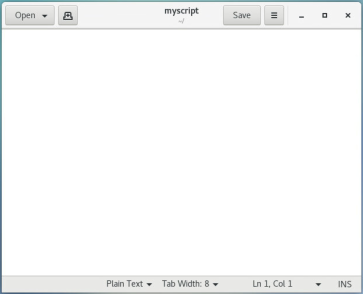 Open
myscript
~/
Save
Plain Text Tab Width: 8 Ln 1, Col 1 INS